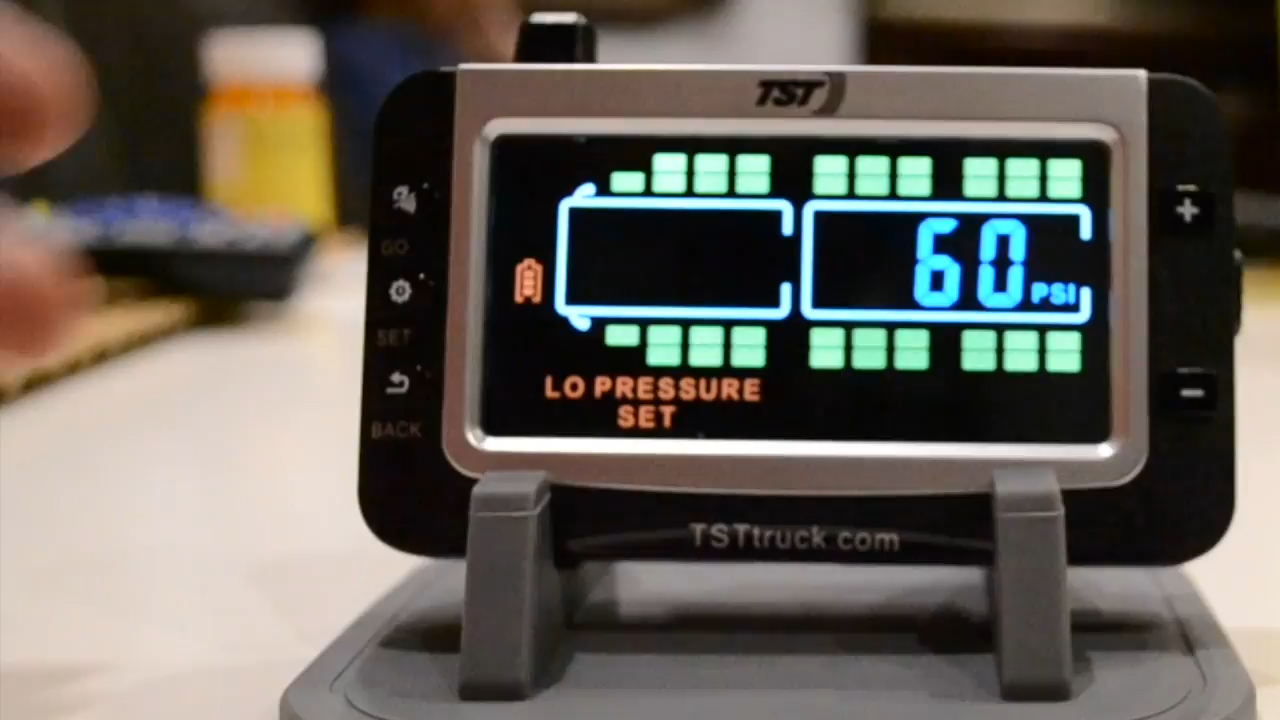 TST
GO
SET
BACK
+
60 PSI
-
LO PRESSURE
SET
TSTtruck.com